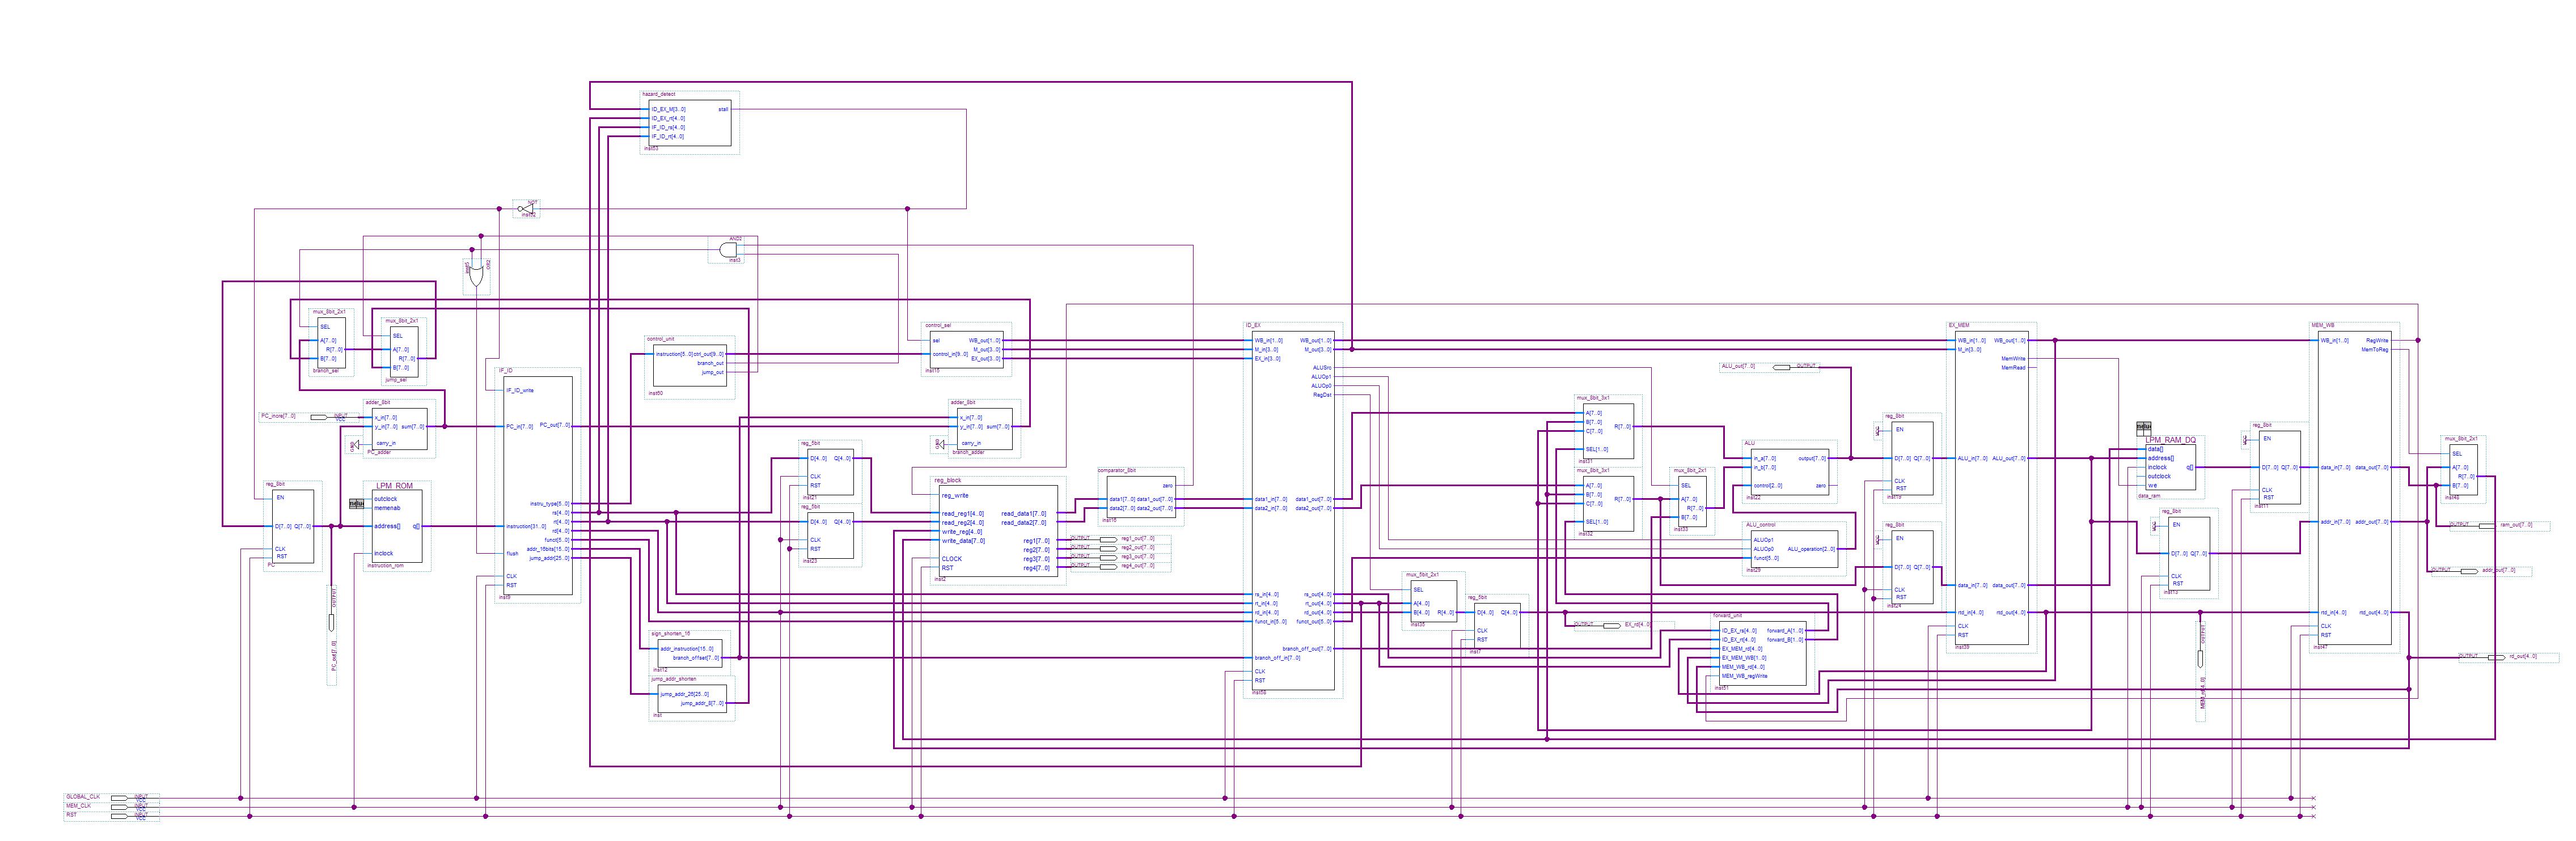 hazard_detect
ID_EX_M[3..0] stall
ID_EX_rt[4..0]
IF_ID_rs[4..0]
IF_ID_rt[4..0]
inst53
NOT
inst52
AND2
inst3
OR2
mux_8bit_2x1
SEL
A[7..0]
R[7..0]
B[7..0]
branch_sel
mux_8bit_2x1
SEL
A[7..0]
R[7..0]
B[7..0]
jump_sel
PC_incre[7..0] INPUT
VCC
adder_8bit
x_in[7..0]
y_in[7..0] sum[7..0]
carry_in
PC_adder
GND
reg_8bit
EN
D[7..0] Q[7..0]
CLK
RST
PC
LPM_ROM
outclock
memenab
address[] q[]
inclock
instruction_rom
OUTPUT
PC_out[7..0]
IF_ID
IF_ID_write
PC_in[7..0] PC_out[7..0]
instru_type[5..0]
rs[4..0]
rt[4..0]
instruction[31..0] rd[4..0]
funct[5..0]
addr_16bits[15..0]
flush jump_addr[25..0]
CLK
RST
inst9
control_unit
instruction[5..0] ctrl_out[9..0]
branch_out
jump_out
inst60
control_sel
sel WB_out[1..0]
control_in[9..0] M_out[3..0]
EX_out[3..0]
inst15
adder_8bit
x_in[7..0]
y_in[7..0] sum[7..0]
carry_in
branch_adder
GND
reg_5bit
D[4..0] Q[4..0]
CLK
RST
inst21
reg_5bit
D[4..0] Q[4..0]
CLK
RST
inst23
reg_block
reg_write
read_reg1[4..0] read_data1[7..0]
read_reg2[4..0] read_data2[7..0]
write_reg[4..0]
write_data[7..0] reg1[7..0]
reg2[7..0]
CLOCK reg3[7..0]
RST reg4[7..0]
inst2
OUTPUT reg1_out[7..0]
OUTPUT reg2_out[7..0]
OUTPUT reg3_out[7..0]
OUTPUT reg4_out[7..0]
comparator_8bit
zero
data1[7..0] data1_out[7..0]
data2[7..0] data2_out[7..0]
inst16
sign_shorten_16
addr_instruction[15..0]
branch_offset[7..0]
inst12
jump_addr_shorten
jump_addr_26[25..0]
jump_addr_8[7..0]
inst
ID_EX
WB_in[1..0] WB_out[1..0]
M_in[3..0] M_out[3..0]
EX_in[3..0]
ALUSrc
ALUOp1
ALUOp0
RegDst
data1_in[7..0] data1_out[7..0]
data2_in[7..0] data2_out[7..0]
rs_in[4..0] rs_out[4..0]
rt_in[4..0] rt_out[4..0]
rd_in[4..0] rd_out[4..0]
funct_in[5..0] funct_out[5..0]
branch_off_out[7..0]
branch_off_in[7..0]
CLK
RST
inst58
mux_5bit_2x1
SEL
A[4..0]
B[4..0] R[4..0]
inst35
reg_5bit
D[4..0] Q[4..0]
CLK
RST
inst7
mux_8bit_3x1
A[7..0]
B[7..0]
R[7..0]
C[7..0]
SEL[1..0]
inst31
mux_8bit_3x1
A[7..0]
B[7..0]
R[7..0]
C[7..0]
SEL[1..0]
inst32
mux_8bit_2x1
SEL
A[7..0]
R[7..0]
B[7..0]
inst33
OUTPUT EX_rd[4..0]
ALU_out[7..0] OUTPUT
ALU
in_a[7..0] output[7..0]
in_b[7..0]
control[2..0] zero
inst22
ALU_control
ALUOp1
ALUOp0 ALU_operation[2..0]
funct[5..0]
inst29
forward_unit
ID_EX_rs[4..0] forward_A[1..0]
ID_EX_rt[4..0] forward_B[1..0]
EX_MEM_rd[4..0]
EX_MEM_WB[1..0]
MEM_WB_rd[4..0]
MEM_WB_regWrite
inst51
reg_8bit
VCC EN
D[7..0] Q[7..0]
CLK
RST
inst19
reg_8bit
VCC EN
D[7..0] Q[7..0]
CLK
RST
inst24
EX_MEM
WB_in[1..0] WB_out[1..0]
M_in[3..0]
MemWrite
MemRead
ALU_in[7..0] ALU_out[7..0]
data_in[7..0] data_out[7..0]
rd_in[4..0] rd_out[4..0]
CLK
RST
inst39
LPM_RAM_DQ
data[]
address[]
inclock q[]
outclock
we
data_ram
reg_8bit
VCC EN
D[7..0] Q[7..0]
CLK
RST
inst11
reg_8bit
VCC EN
D[7..0] Q[7..0]
CLK
RST
inst13
OUTPUT
MEM_rd[4..0]
MEM_WB
WB_in[1..0] RegWrite
MemToReg
data_in[7..0] data_out[7..0]
addr_in[7..0] addr_out[7..0]
rd_in[4..0] rd_out[4..0]
CLK
RST
inst47
mux_8bit_2x1
SEL
A[7..0]
R[7..0]
B[7..0]
inst48
OUTPUT ram_out[7..0]
OUTPUT addr_out[7..0]
OUTPUT rd_out[4..0]
GLOBAL_CLK INPUT
VCC
MEM_CLK INPUT
VCC
RST INPUT
VCC